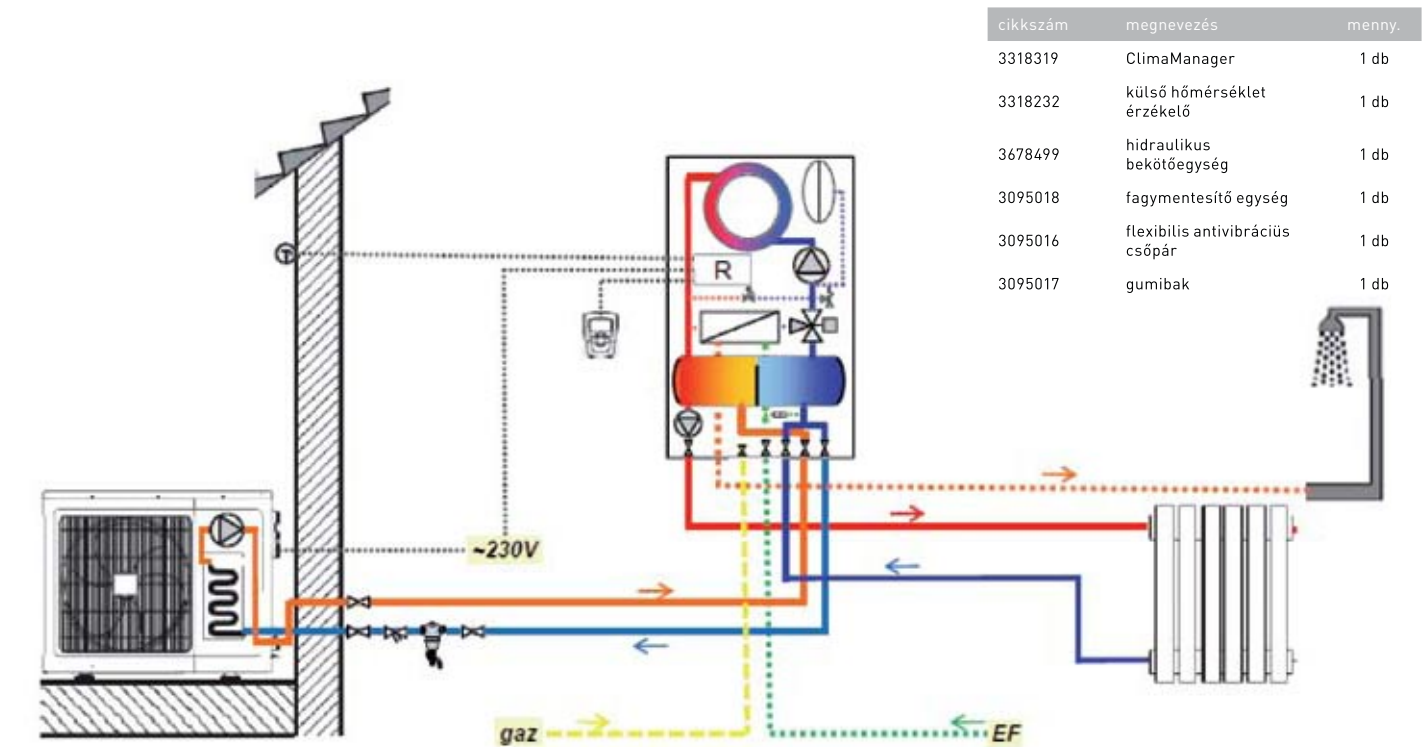 cikkszám megnevezés menny.
3318319 ClimaManager 1 db
3318232 külső hőmérséklet érzékelő 1 db
3678499 hidraulikus bekötőegység 1 db
3095018 fagymentesítő egység 1 db
3095016 flexibilis antivibráciüs csőpár 1 db
3095017 gumibak 1 db
T
R
~230V
gaz
EF